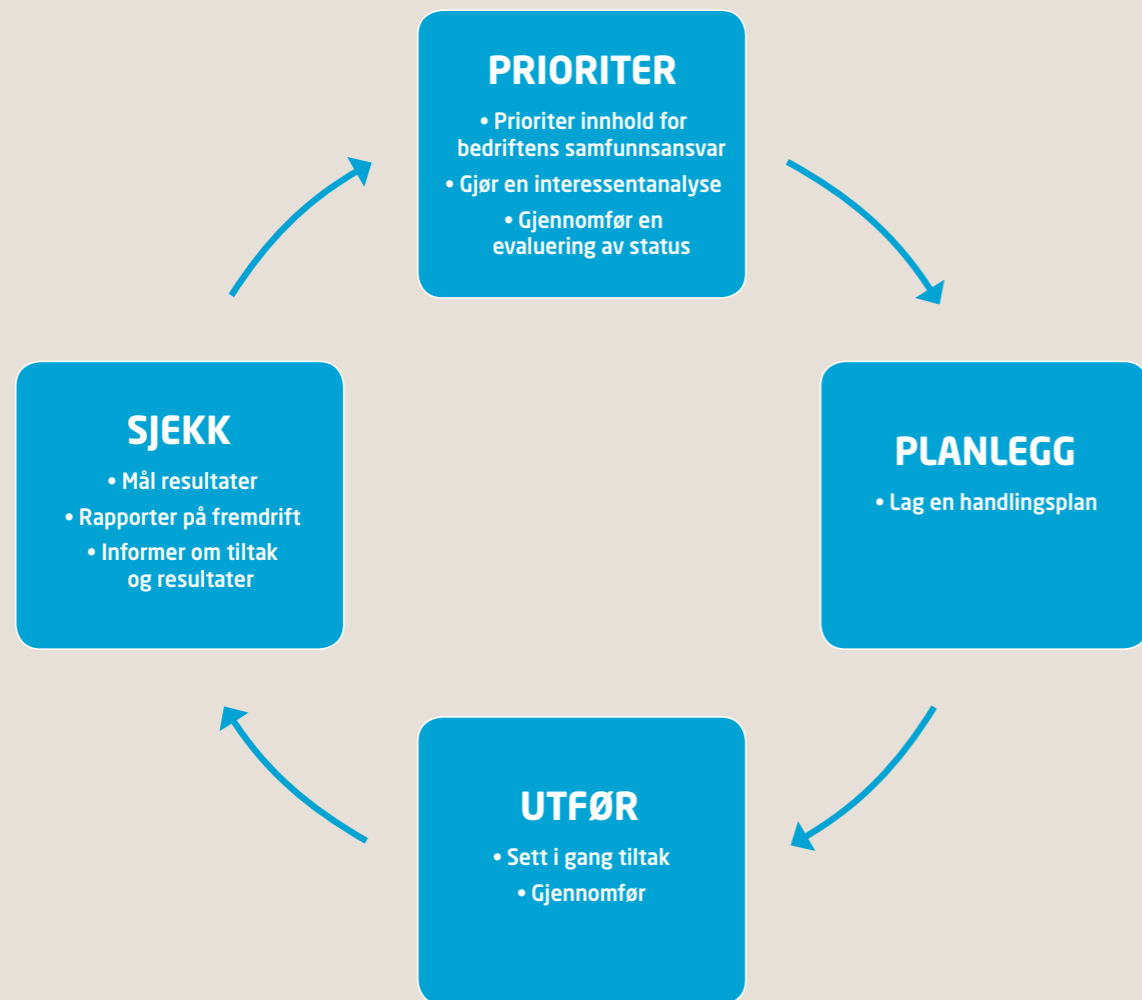 PRIORITER
• Prioriter innhold for
bedriftens samfunnsansvar
• Gjør en interessentanalyse
• Gjennomfør en
evaluering av status
SJEKK
• Mål resultater
• Rapporter på fremdrift
• Informer om tiltak
og resultater
PLANLEGG
• Lag en handlingsplan
UTFØR
• Sett i gang tiltak
• Gjennomfør